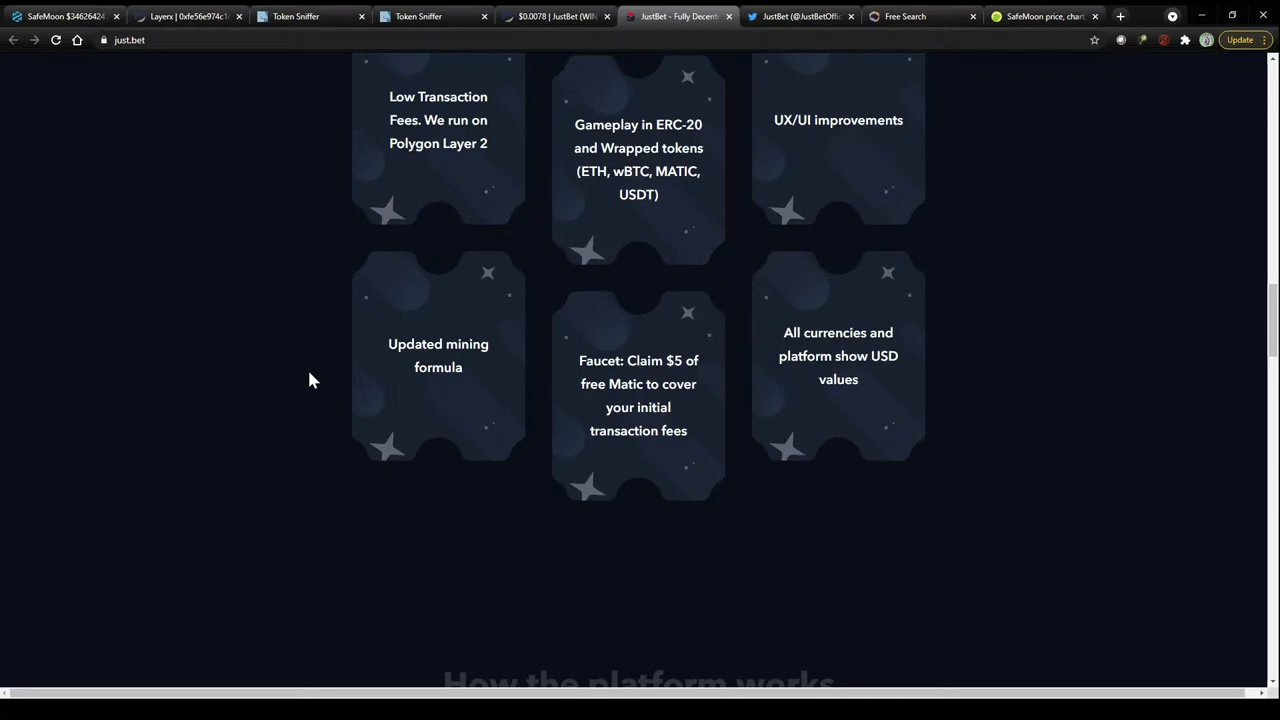 SafeMoon $34626424
Layerx | 0xfe56e974c1
Token Sniffer
Token Sniffer
$0.0078 | JustBet (WIN
JustBet - Fully Decent
JustBet (@JustBetOffic
Free Search
SafeMoon price, chart,
just.bet
Update
Low Transaction
Fees. We run on
Polygon Layer 2
Gameplay in ERC-20
and Wrapped tokens
(ETH, wBTC, MATIC,
USDT)
UX/UI improvements
Updated mining
formula
Faucet: Claim $5 of
free Matic to cover
your initial
transaction fees
All currencies and
platform show USD
values
How the platform works